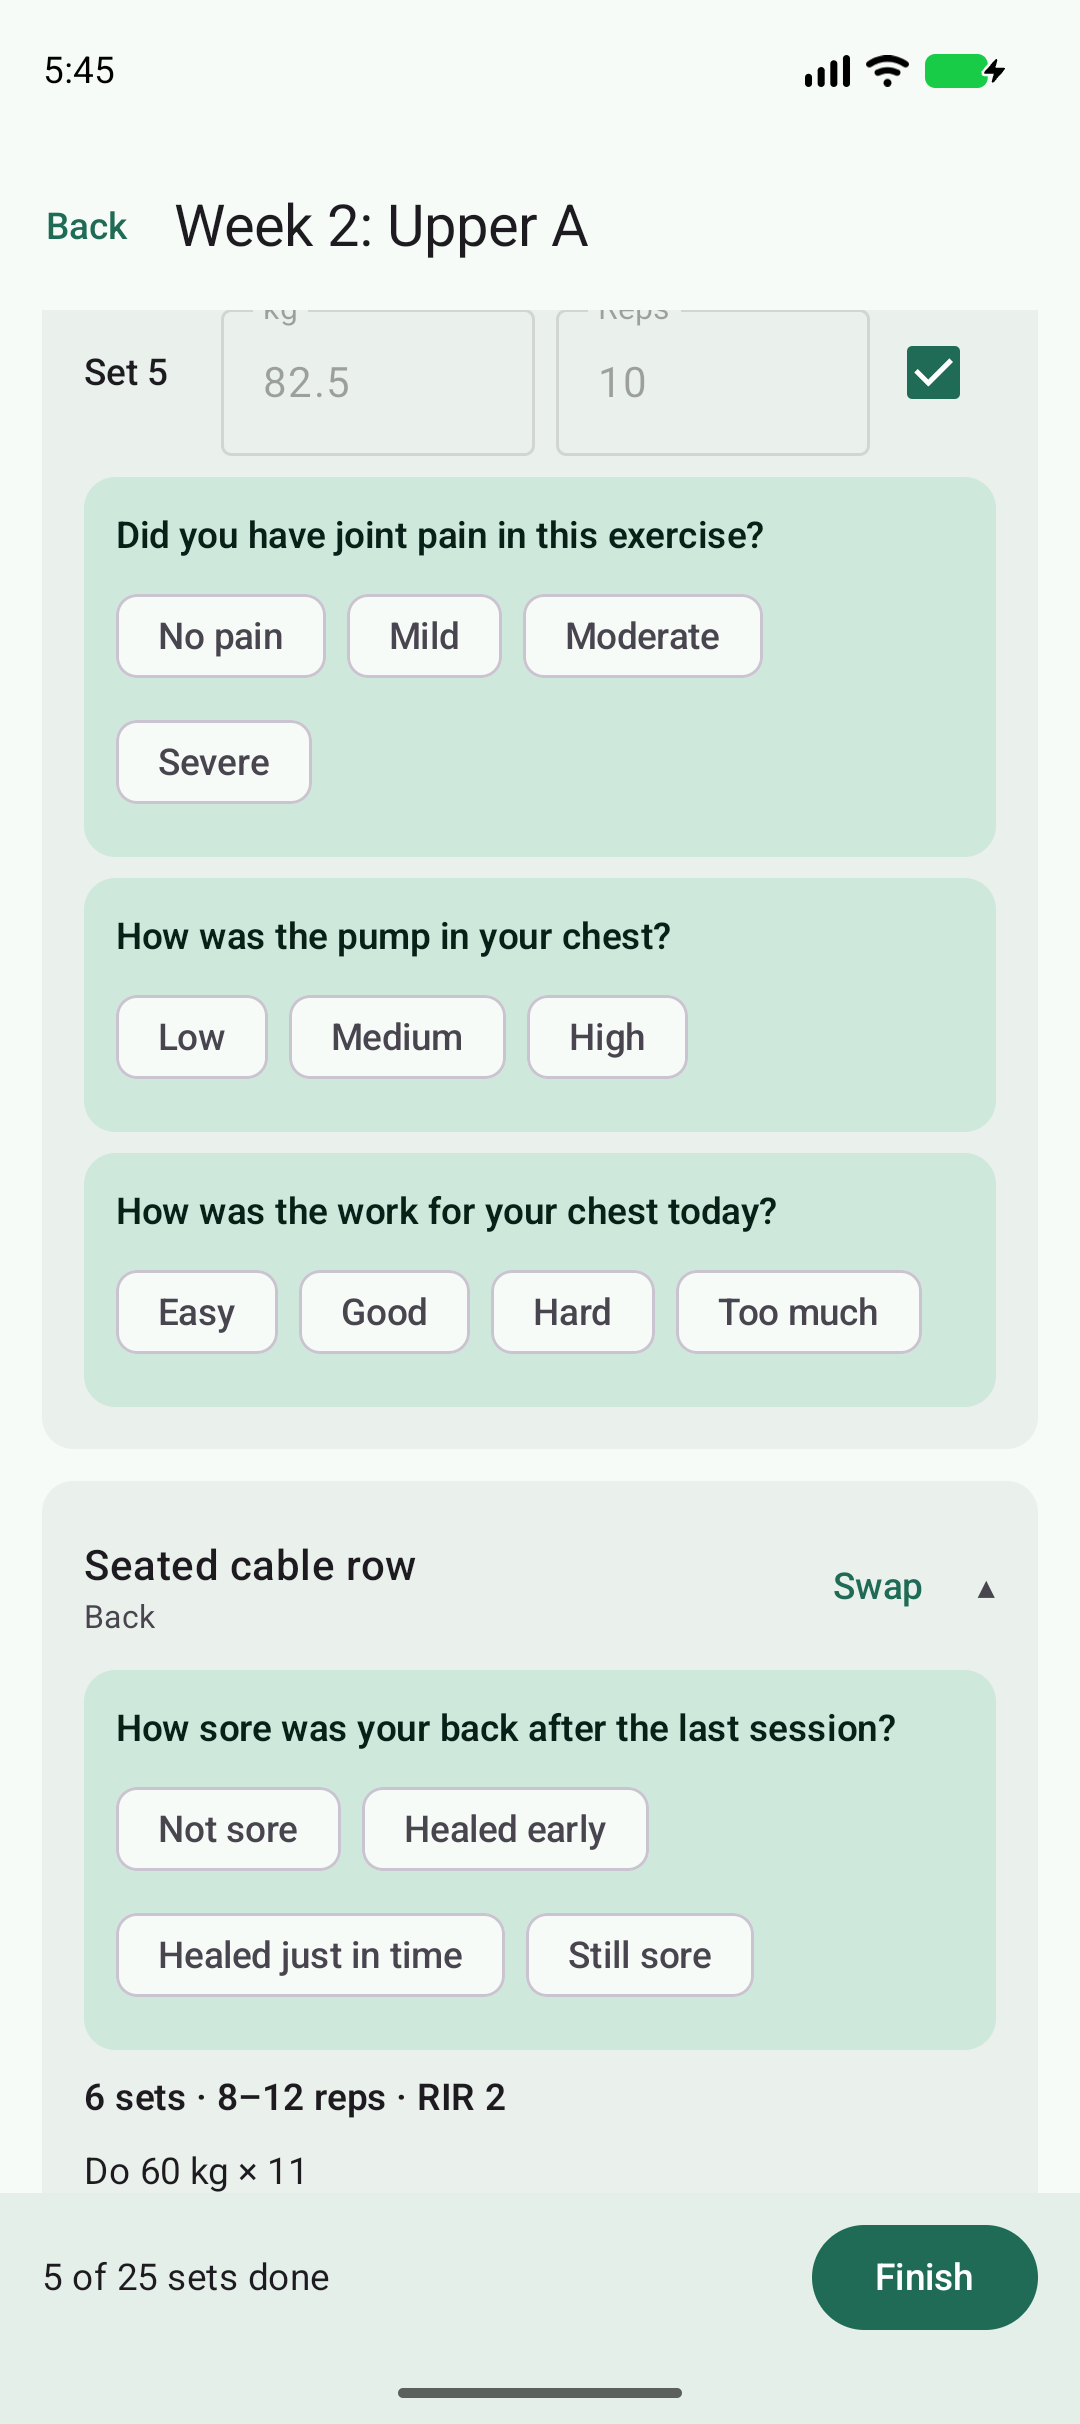 5:45
Back
Week 2: Upper A
kg
Reps
Set 5
82.5
10
Did you have joint pain in this exercise?
No pain
Mild
Moderate
Severe
How was the pump in your chest?
Low
Medium
High
How was the work for your chest today?
Easy
Good
Hard
Too much
Seated cable row
Back
Swap
How sore was your back after the last session?
Not sore
Healed early
Healed just in time
Still sore
6 sets · 8–12 reps · RIR 2
Do 60 kg × 11
5 of 25 sets done
Finish